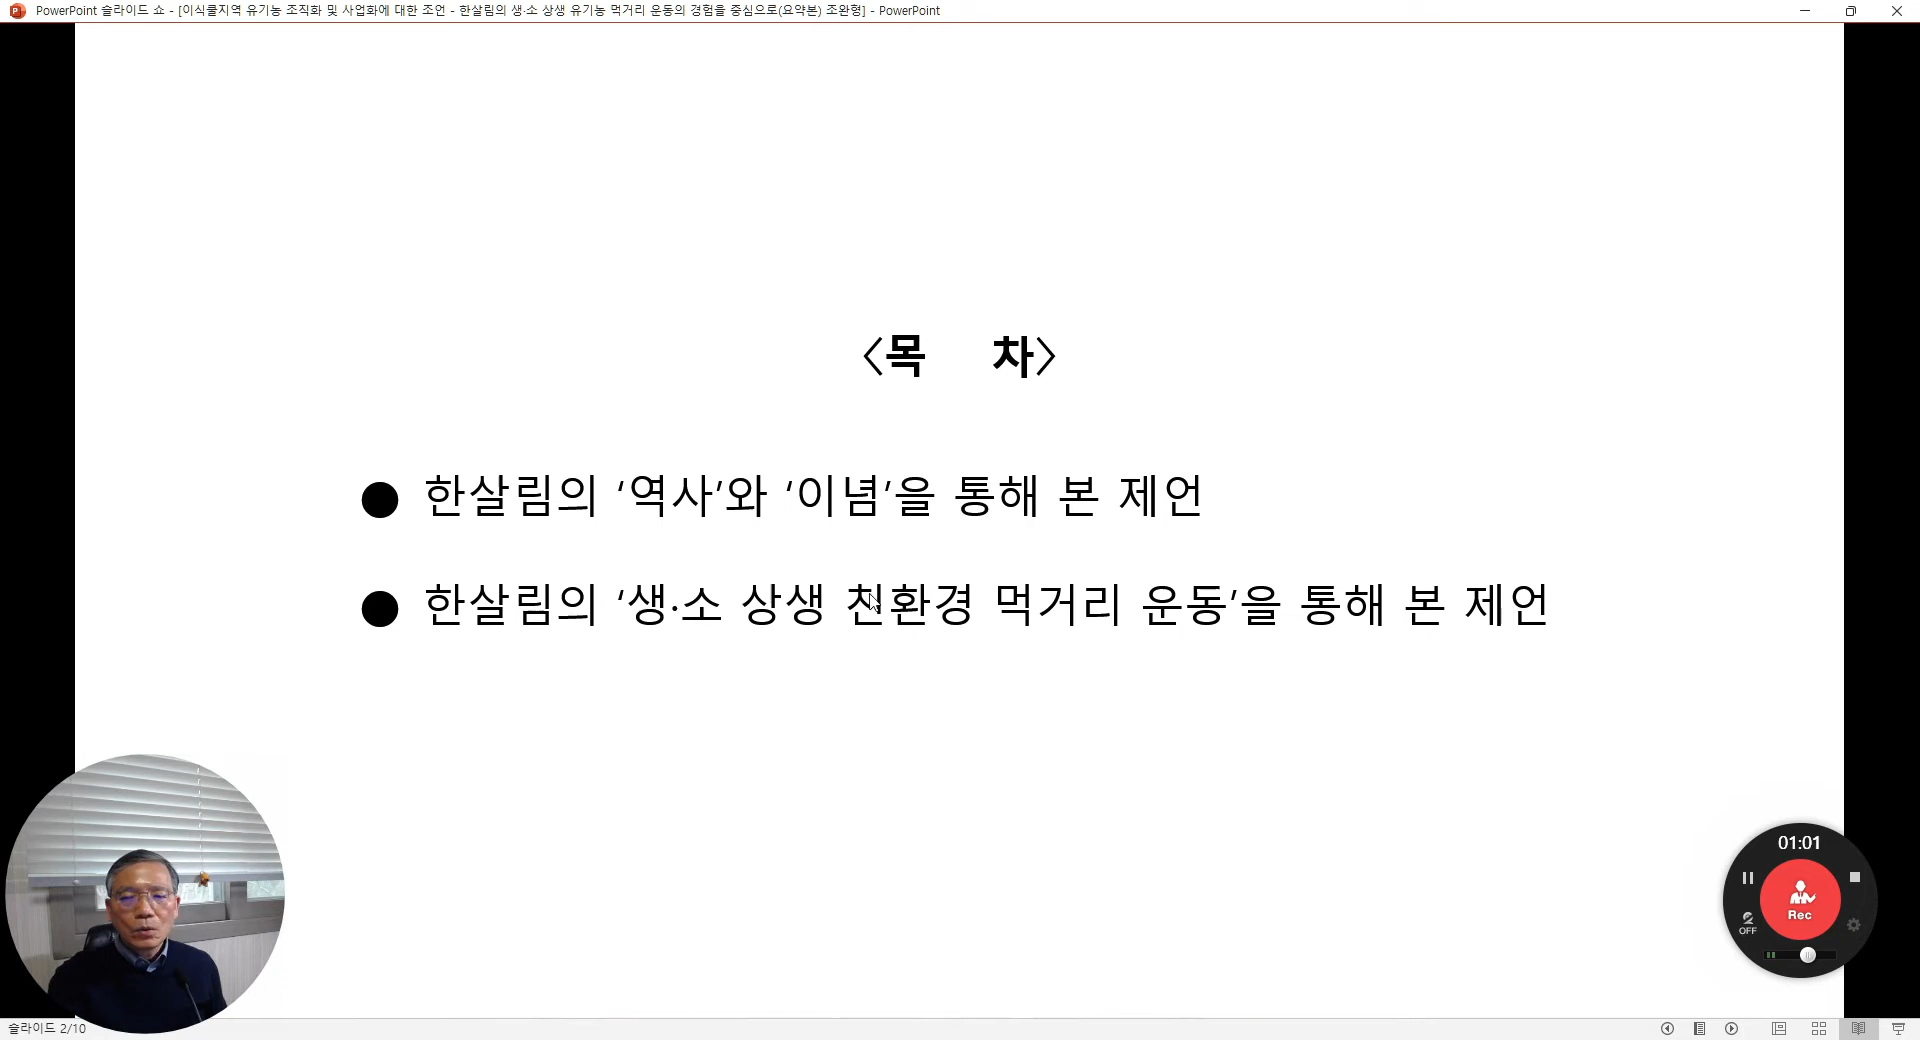 PowerPoint 슬라이드 쇼 - [이식쿨지역 유기농 조직화 및 사업화에 대한 조언 - 한살림의 생·소 상생 유기농 먹거리 운동의 경험을 중심으로(요약본) 조완형] - PowerPoint
〈목 차〉
● 한살림의 ‘역사’와 ‘이념’을 통해 본 제언
● 한살림의 ‘생·소 상생 친환경 먹거리 운동’을 통해 본 제언
01:01
Rec
OFF
슬라이드 2/10